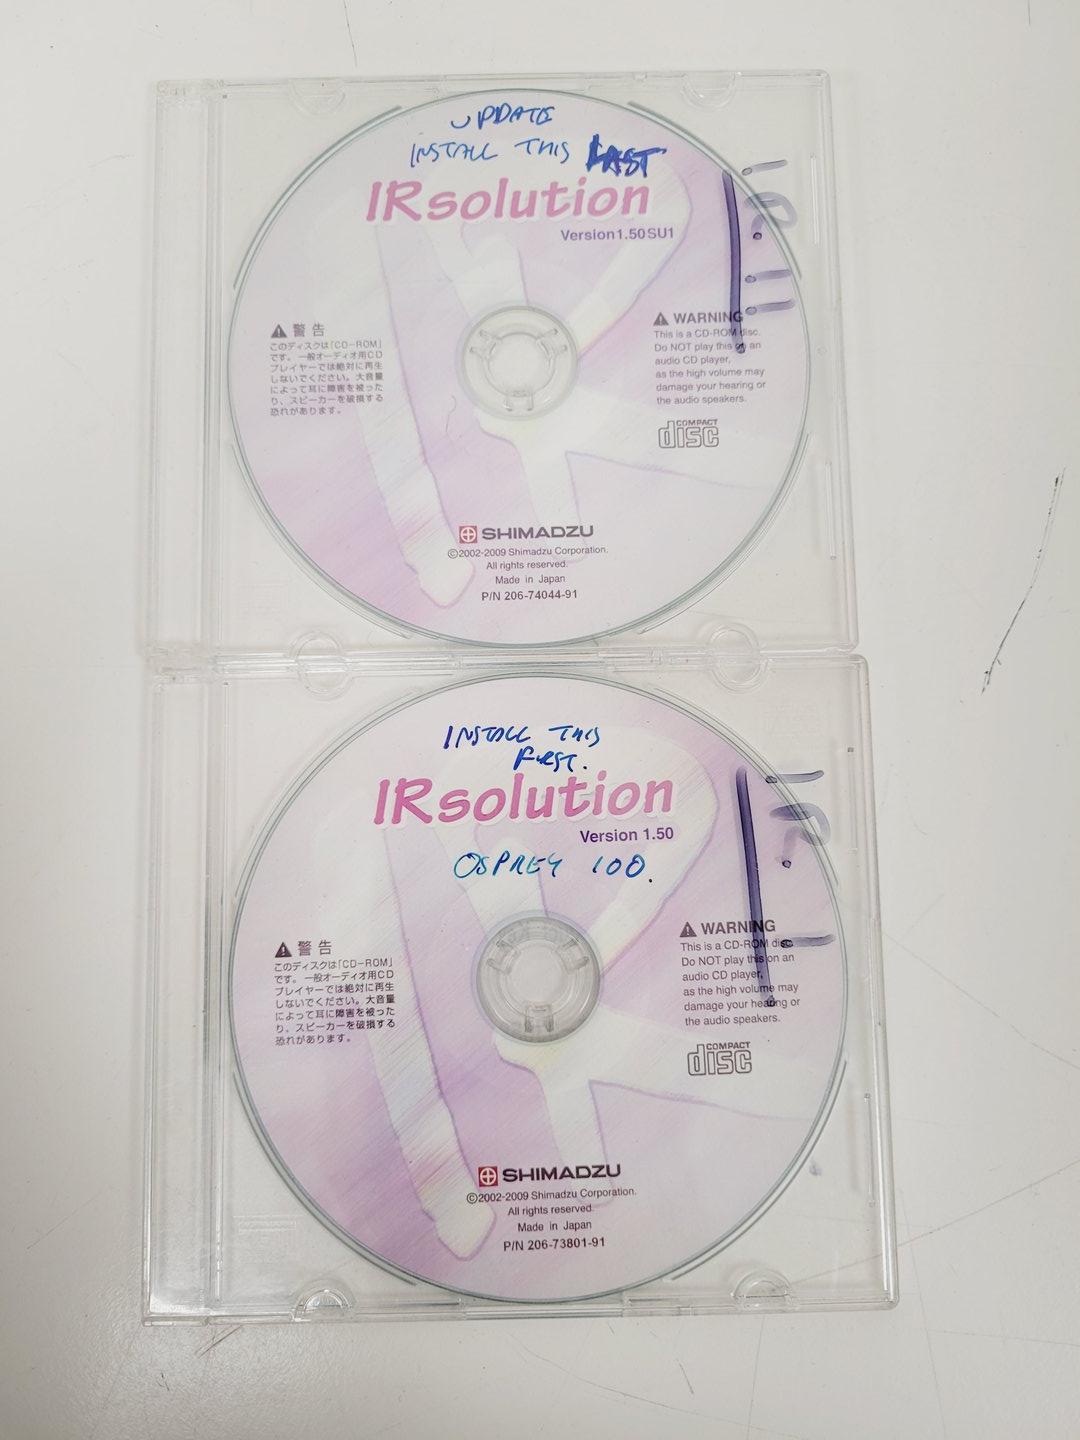 UPDATE
INSTALL THIS LAST
IRsolution
Version1.50SU1
警告
このディスクは「CD-ROM」
です。一般オーディオ用CD
プレイヤーでは絶対に再生
しないでください。大音量
によって耳に障害を被った
り、スピーカーを破損する
恐れがあります。
WARNING
This is a CD-ROM disc.
Do NOT play this on an
audio CD player,
as the high volume may
damage your hearing or
the audio speakers.
COMPACT
disc
SHIMADZU
©2002-2009 Shimadzu Corporation.
All rights reserved.
Made in Japan
P/N 206-74044-91
INSTALL THIS
FIRST.
IRsolution
Version 1.50
OSPREY 100.
警告
このディスクは「CD-ROM」
です。一般オーディオ用CD
プレイヤーでは絶対に再生
しないでください。大音量
によって耳に障害を被った
り、スピーカーを破損する
恐れがあります。
WARNING
This is a CD-ROM disc.
Do NOT play this on an
audio CD player,
as the high volume may
damage your hearing or
the audio speakers.
COMPACT
disc
SHIMADZU
©2002-2009 Shimadzu Corporation.
All rights reserved.
Made in Japan
P/N 206-73801-91